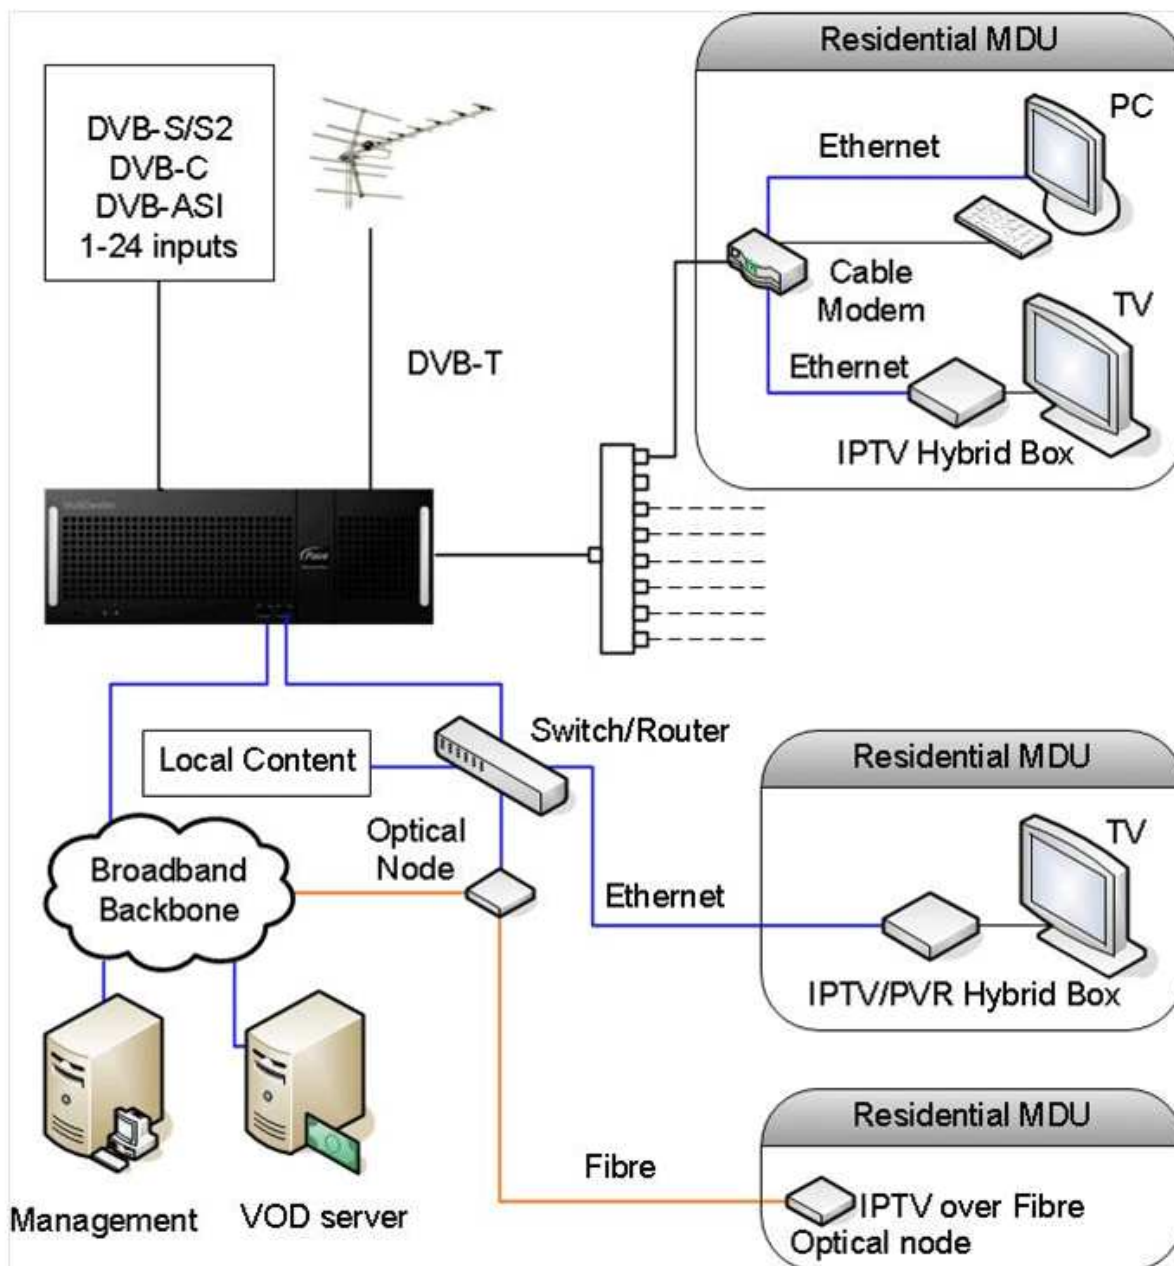 Residential MDU
DVB-S/S2
DVB-C
DVB-ASI
1-24 inputs
PC
Ethernet
Cable
Modem
TV
DVB-T
Ethernet
IPTV Hybrid Box
Switch/Router
Local Content
Residential MDU
TV
Optical
Node
Broadband
Backbone
Ethernet
IPTV/PVR Hybrid Box
Residential MDU
Fibre
IPTV over Fibre
Optical node
Management
VOD server